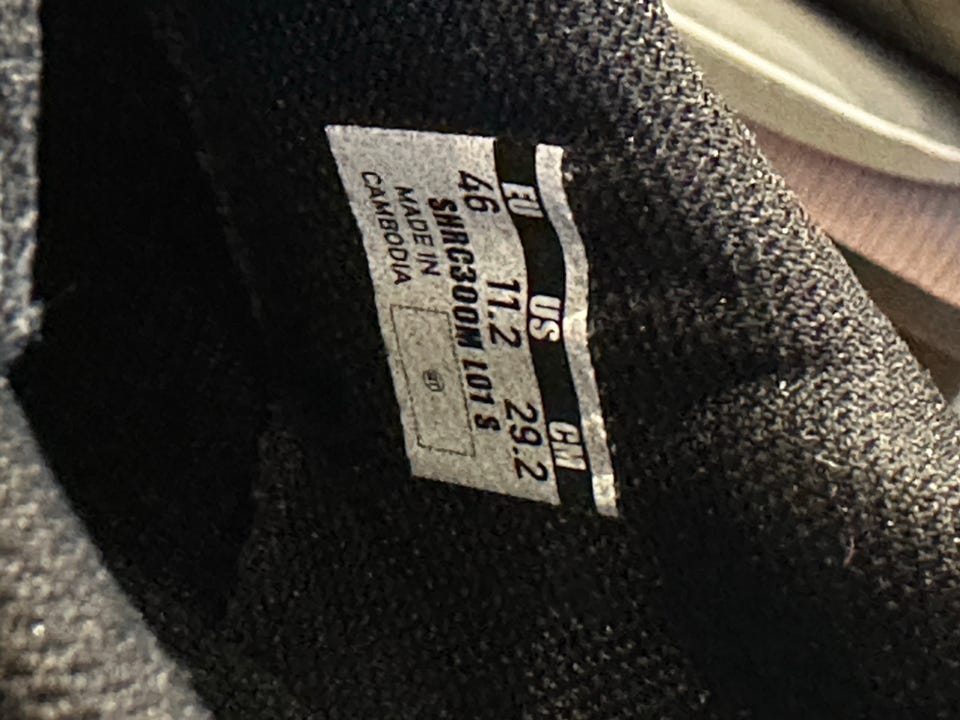 EU US CM
46 11.2 29.2
SHRC300M L01 S
MADE IN
CAMBODIA